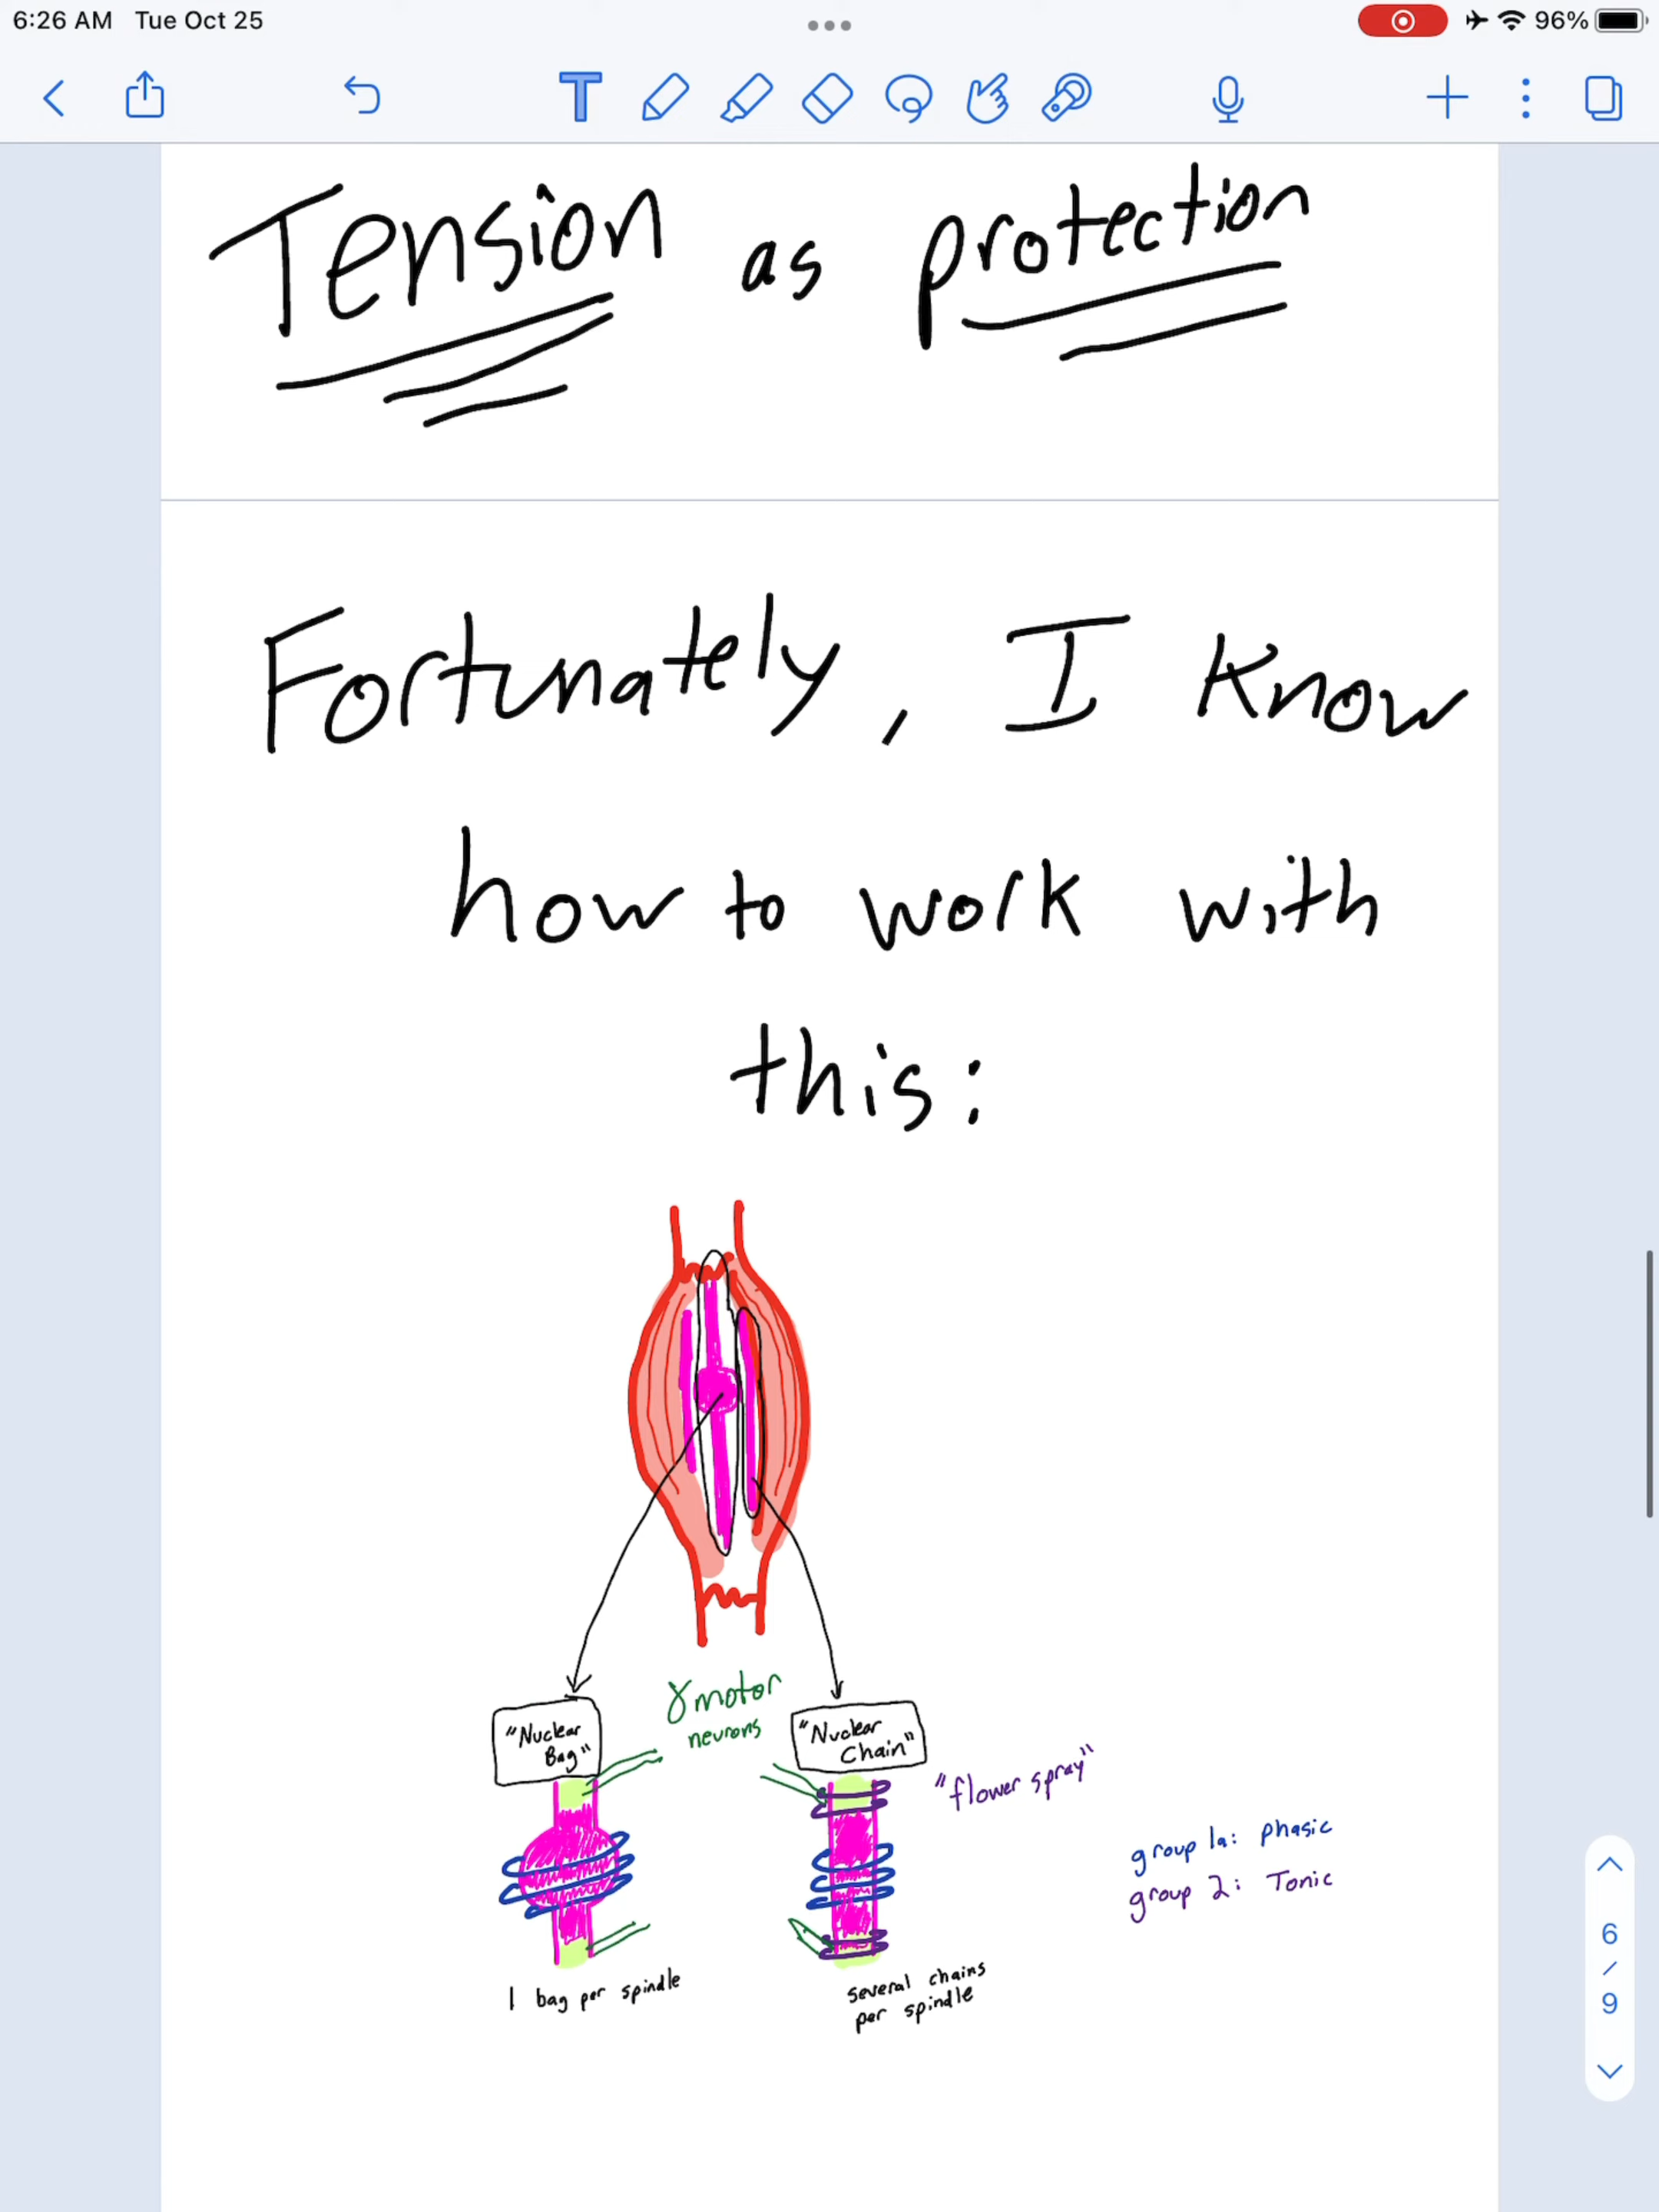 6:26 AM Tue Oct 25
96%
T
Tension as protection
Fortunately, I know
how to work with
this:
γ motor
neurons
"Nuclear
Bag"
"Nuclear
Chain"
"flower spray"
group 1a: phasic
group 2: Tonic
1 bag per spindle
several chains
per spindle
6
/
9